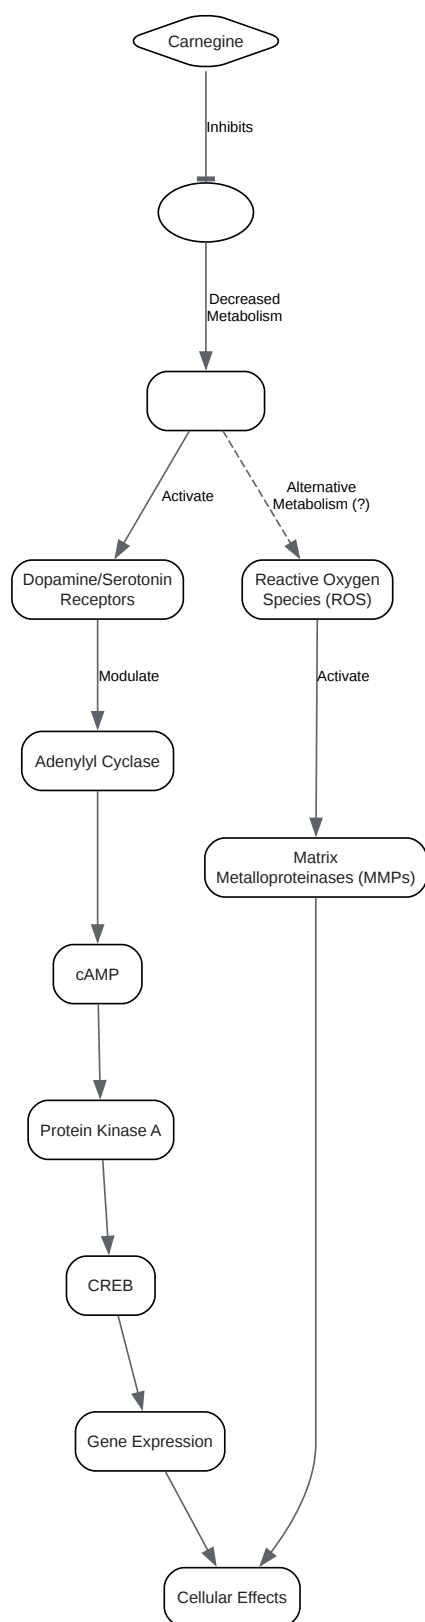 Carnegine
Inhibits
Decreased
Metabolism
Activate
Alternative
Metabolism (?)
Dopamine/Serotonin
Receptors
Reactive Oxygen
Species (ROS)
Modulate
Activate
Adenylyl Cyclase
Matrix
Metalloproteinases (MMPs)
cAMP
Protein Kinase A
CREB
Gene Expression
Cellular Effects